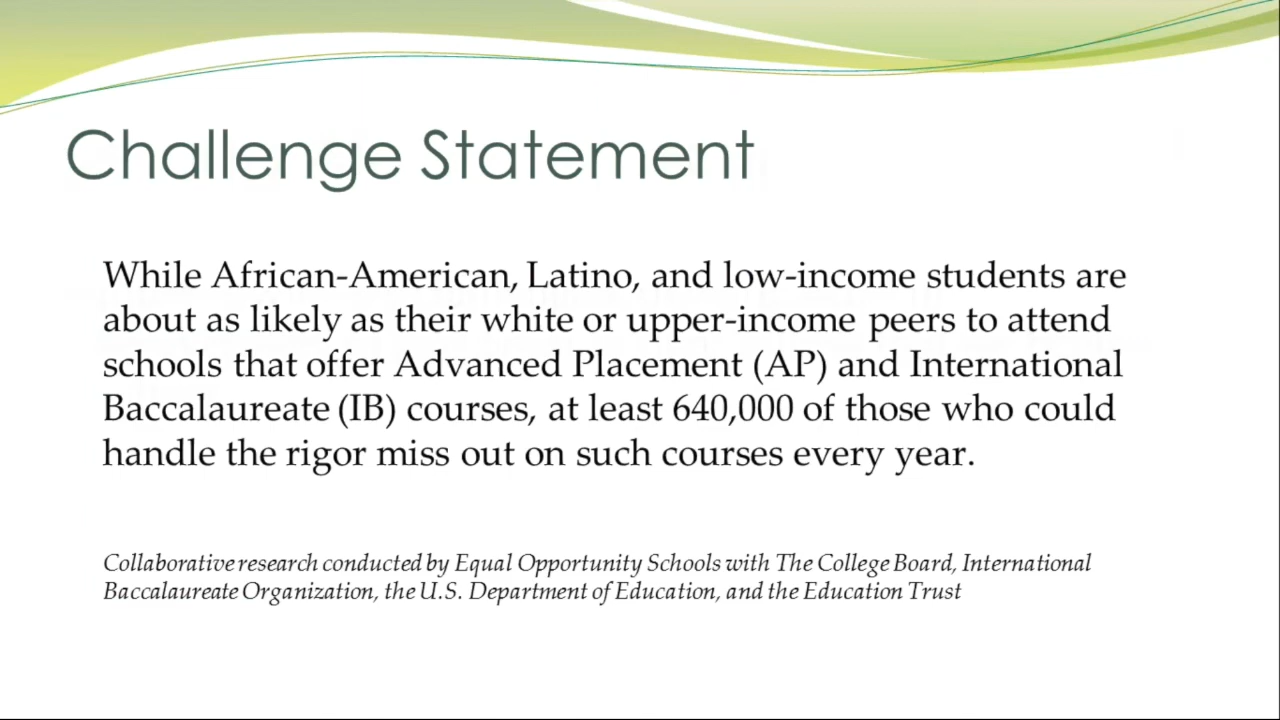 Challenge Statement
While African-American, Latino, and low-income students are
about as likely as their white or upper-income peers to attend
schools that offer Advanced Placement (AP) and International
Baccalaureate (IB) courses, at least 640,000 of those who could
handle the rigor miss out on such courses every year.
Collaborative research conducted by Equal Opportunity Schools with The College Board, International
Baccalaureate Organization, the U.S. Department of Education, and the Education Trust